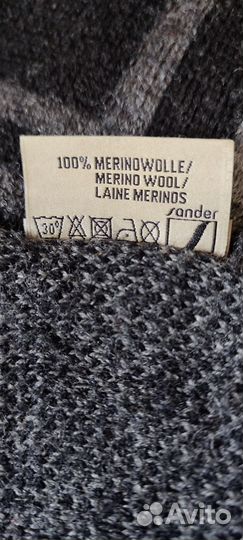 100% MERINOWOLLE/
MERINO WOOL/
LAINE MERINOS
sander
30°
Avito